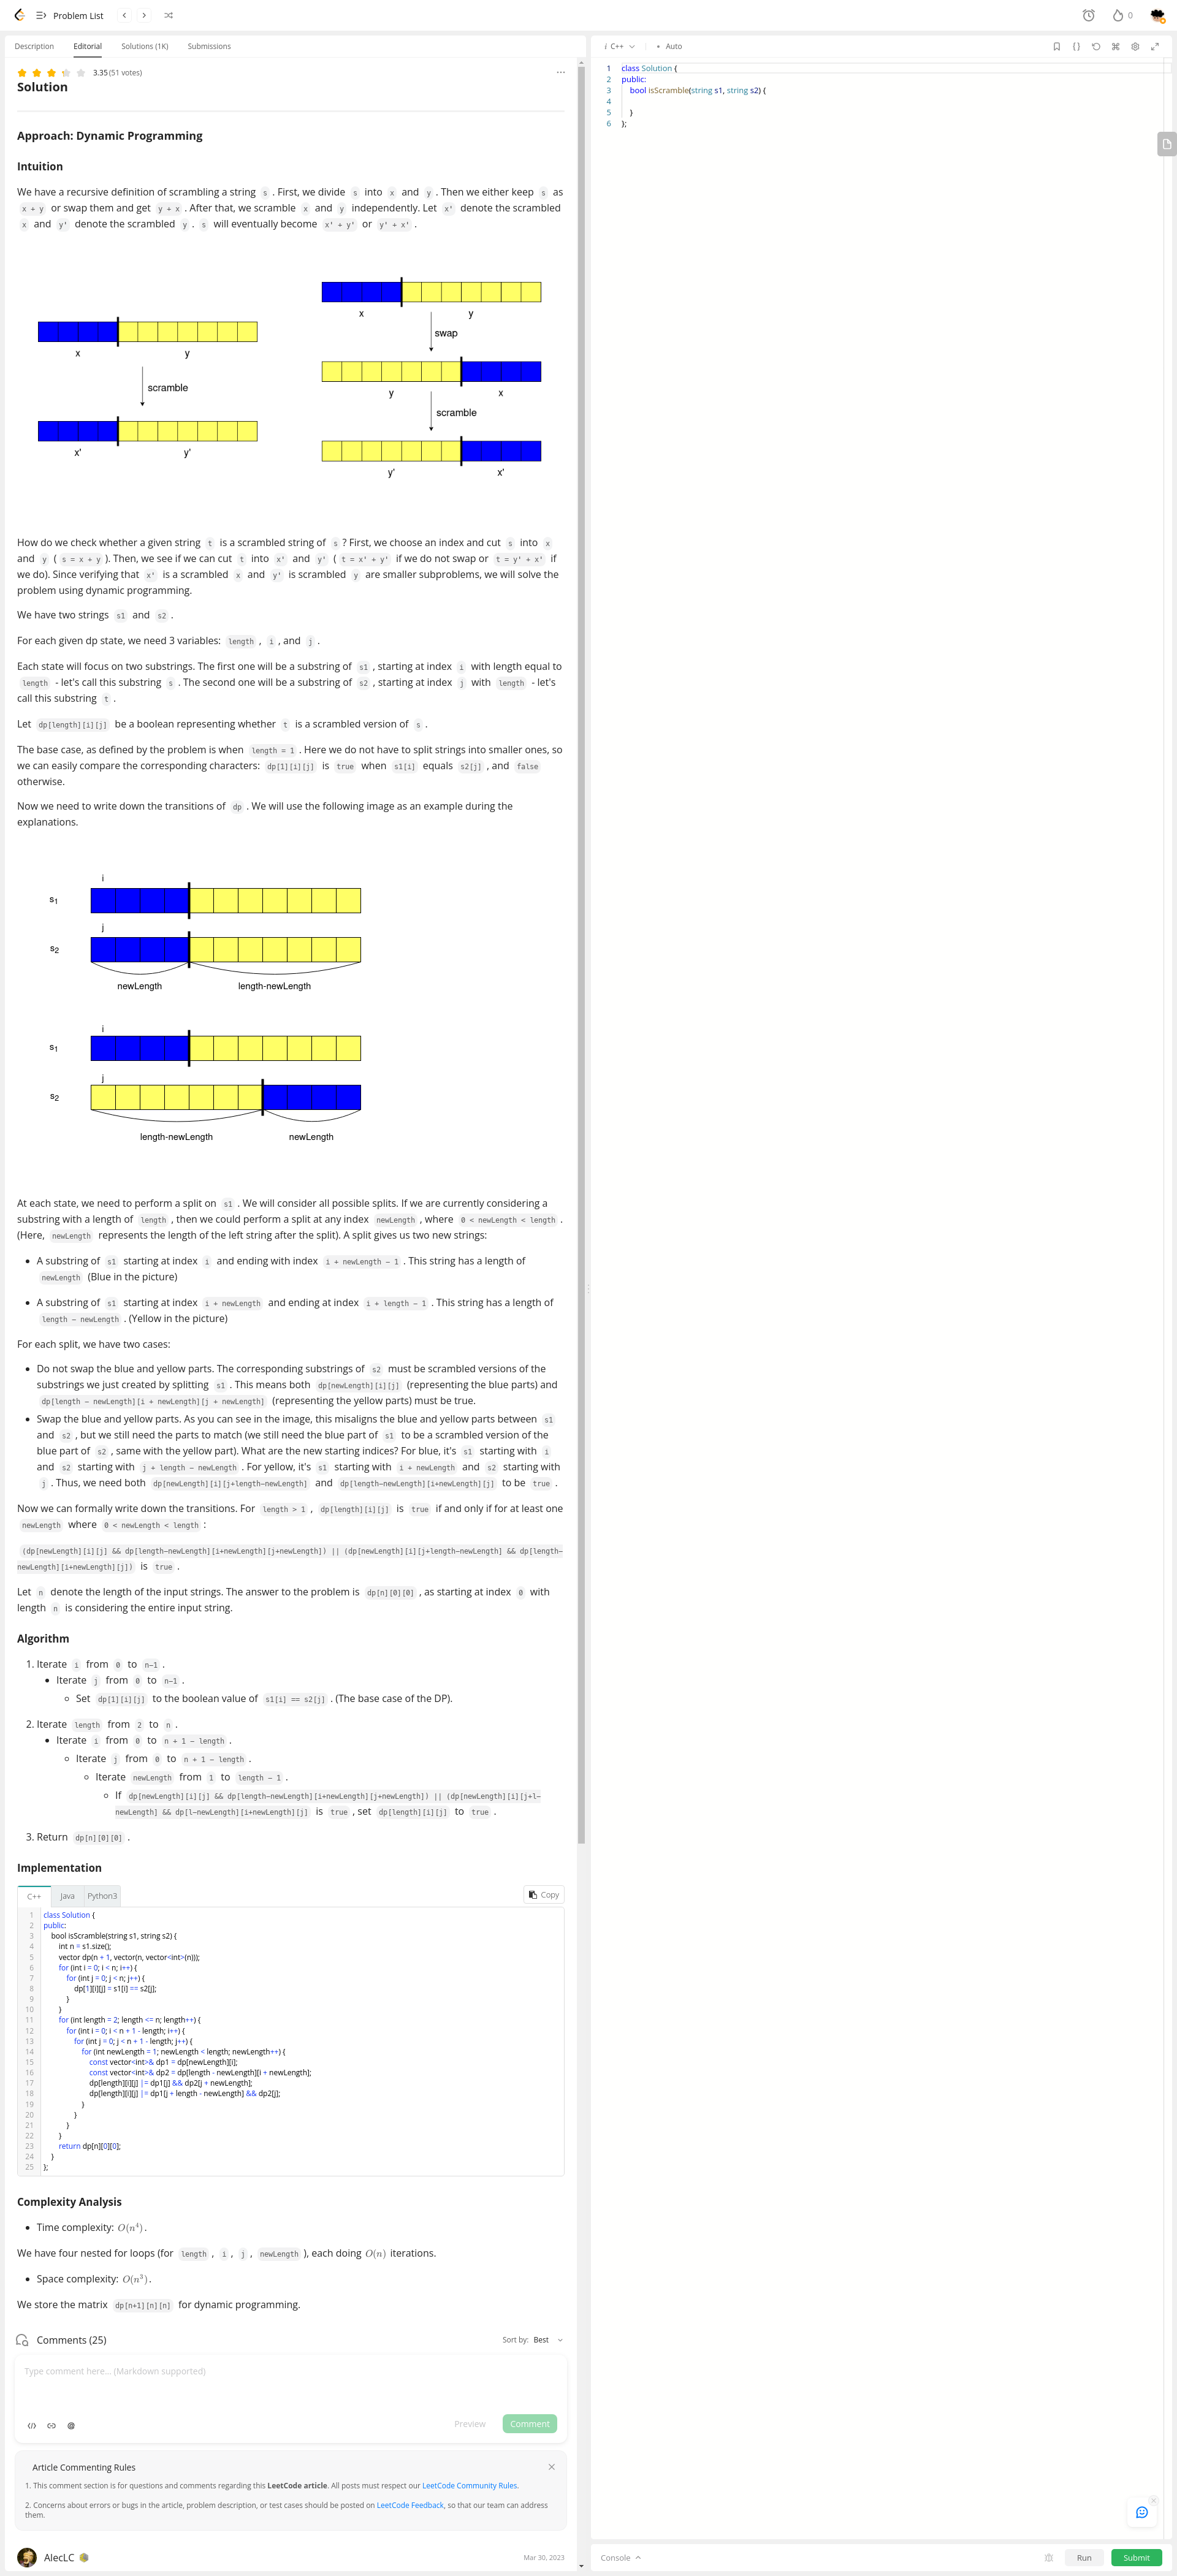 Problem List
0
Description Editorial Solutions (1K) Submissions
3.35 (51 votes)
Solution
Approach: Dynamic Programming
Intuition
We have a recursive definition of scrambling a string s . First, we divide s into x and y . Then we either keep s as
x + y or swap them and get y + x . After that, we scramble x and y independently. Let x' denote the scrambled
x and y' denote the scrambled y . s will eventually become x' + y' or y' + x' .
x y
swap
x y
y x
scramble
scramble
x' y'
y' x'
How do we check whether a given string t is a scrambled string of s ? First, we choose an index and cut s into x
and y ( s = x + y ). Then, we see if we can cut t into x' and y' ( t = x' + y' if we do not swap or t = y' + x' if
we do). Since verifying that x' is a scrambled x and y' is scrambled y are smaller subproblems, we will solve the
problem using dynamic programming.
We have two strings s1 and s2 .
For each given dp state, we need 3 variables: length , i , and j .
Each state will focus on two substrings. The first one will be a substring of s1 , starting at index i with length equal to
length - let's call this substring s . The second one will be a substring of s2 , starting at index j with length - let's
call this substring t .
Let dp[length][i][j] be a boolean representing whether t is a scrambled version of s .
The base case, as defined by the problem is when length = 1 . Here we do not have to split strings into smaller ones, so
we can easily compare the corresponding characters: dp[1][i][j] is true when s1[i] equals s2[j] , and false
otherwise.
Now we need to write down the transitions of dp . We will use the following image as an example during the
explanations.
i
s1
j
s2
newLength length-newLength
i
s1
j
s2
length-newLength newLength
At each state, we need to perform a split on s1 . We will consider all possible splits. If we are currently considering a
substring with a length of length , then we could perform a split at any index newLength , where 0 < newLength < length .
(Here, newLength represents the length of the left string after the split). A split gives us two new strings:
• A substring of s1 starting at index i and ending with index i + newLength − 1 . This string has a length of
newLength (Blue in the picture)
• A substring of s1 starting at index i + newLength and ending at index i + length − 1 . This string has a length of
length − newLength . (Yellow in the picture)
For each split, we have two cases:
• Do not swap the blue and yellow parts. The corresponding substrings of s2 must be scrambled versions of the
substrings we just created by splitting s1 . This means both dp[newLength][i][j] (representing the blue parts) and
dp[length − newLength][i + newLength][j + newLength] (representing the yellow parts) must be true.
• Swap the blue and yellow parts. As you can see in the image, this misaligns the blue and yellow parts between s1
and s2 , but we still need the parts to match (we still need the blue part of s1 to be a scrambled version of the
blue part of s2 , same with the yellow part). What are the new starting indices? For blue, it's s1 starting with i
and s2 starting with j + length − newLength . For yellow, it's s1 starting with i + newLength and s2 starting with
j . Thus, we need both dp[newLength][i][j+length−newLength] and dp[length−newLength][i+newLength][j] to be true .
Now we can formally write down the transitions. For length > 1 , dp[length][i][j] is true if and only if for at least one
newLength where 0 < newLength < length :
(dp[newLength][i][j] && dp[length−newLength][i+newLength][j+newLength]) || (dp[newLength][i][j+length−newLength] && dp[length−
newLength][i+newLength][j]) is true .
Let n denote the length of the input strings. The answer to the problem is dp[n][0][0] , as starting at index 0 with
length n is considering the entire input string.
Algorithm
1. Iterate i from 0 to n−1 .
• Iterate j from 0 to n−1 .
◦ Set dp[1][i][j] to the boolean value of s1[i] == s2[j] . (The base case of the DP).
2. Iterate length from 2 to n .
• Iterate i from 0 to n + 1 − length .
◦ Iterate j from 0 to n + 1 − length .
◦ Iterate newLength from 1 to length − 1 .
◦ If dp[newLength][i][j] && dp[length−newLength][i+newLength][j+newLength]) || (dp[newLength][i][j+l−
newLength] && dp[l−newLength][i+newLength][j] is true , set dp[length][i][j] to true .
3. Return dp[n][0][0] .
Implementation
C++ Java Python3 Copy
1 class Solution {
2 public:
3 bool isScramble(string s1, string s2) {
4 int n = s1.size();
5 vector dp(n + 1, vector(n, vector<int>(n)));
6 for (int i = 0; i < n; i++) {
7 for (int j = 0; j < n; j++) {
8 dp[1][i][j] = s1[i] == s2[j];
9 }
10 }
11 for (int length = 2; length <= n; length++) {
12 for (int i = 0; i < n + 1 - length; i++) {
13 for (int j = 0; j < n + 1 - length; j++) {
14 for (int newLength = 1; newLength < length; newLength++) {
15 const vector<int>& dp1 = dp[newLength][i];
16 const vector<int>& dp2 = dp[length - newLength][i + newLength];
17 dp[length][i][j] |= dp1[j] && dp2[j + newLength];
18 dp[length][i][j] |= dp1[j + length - newLength] && dp2[j];
19 }
20 }
21 }
22 }
23 return dp[n][0][0];
24 }
25 };
Complexity Analysis
• Time complexity: O(n⁴).
We have four nested for loops (for length , i , j , newLength ), each doing O(n) iterations.
• Space complexity: O(n³).
We store the matrix dp[n+1][n][n] for dynamic programming.
Comments (25) Sort by: Best
Type comment here... (Markdown supported)
</> @ Preview Comment
Article Commenting Rules
1. This comment section is for questions and comments regarding this LeetCode article. All posts must respect our LeetCode Community Rules.
2. Concerns about errors or bugs in the article, problem description, or test cases should be posted on LeetCode Feedback, so that our team can address
them.
AlecLC Mar 30, 2023
i C++ • Auto
{}
1 class Solution {
2 public:
3 bool isScramble(string s1, string s2) {
4
5 }
6 };
Console Run Submit